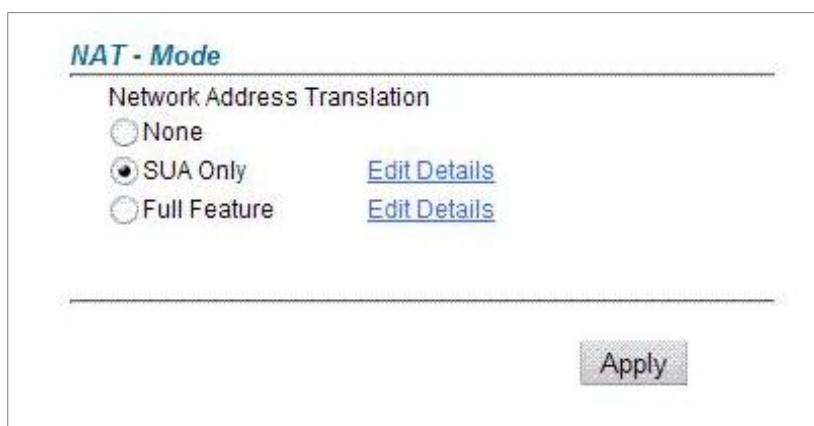 NAT - Mode
Network Address Translation
None
SUA Only Edit Details
Full Feature Edit Details
Apply